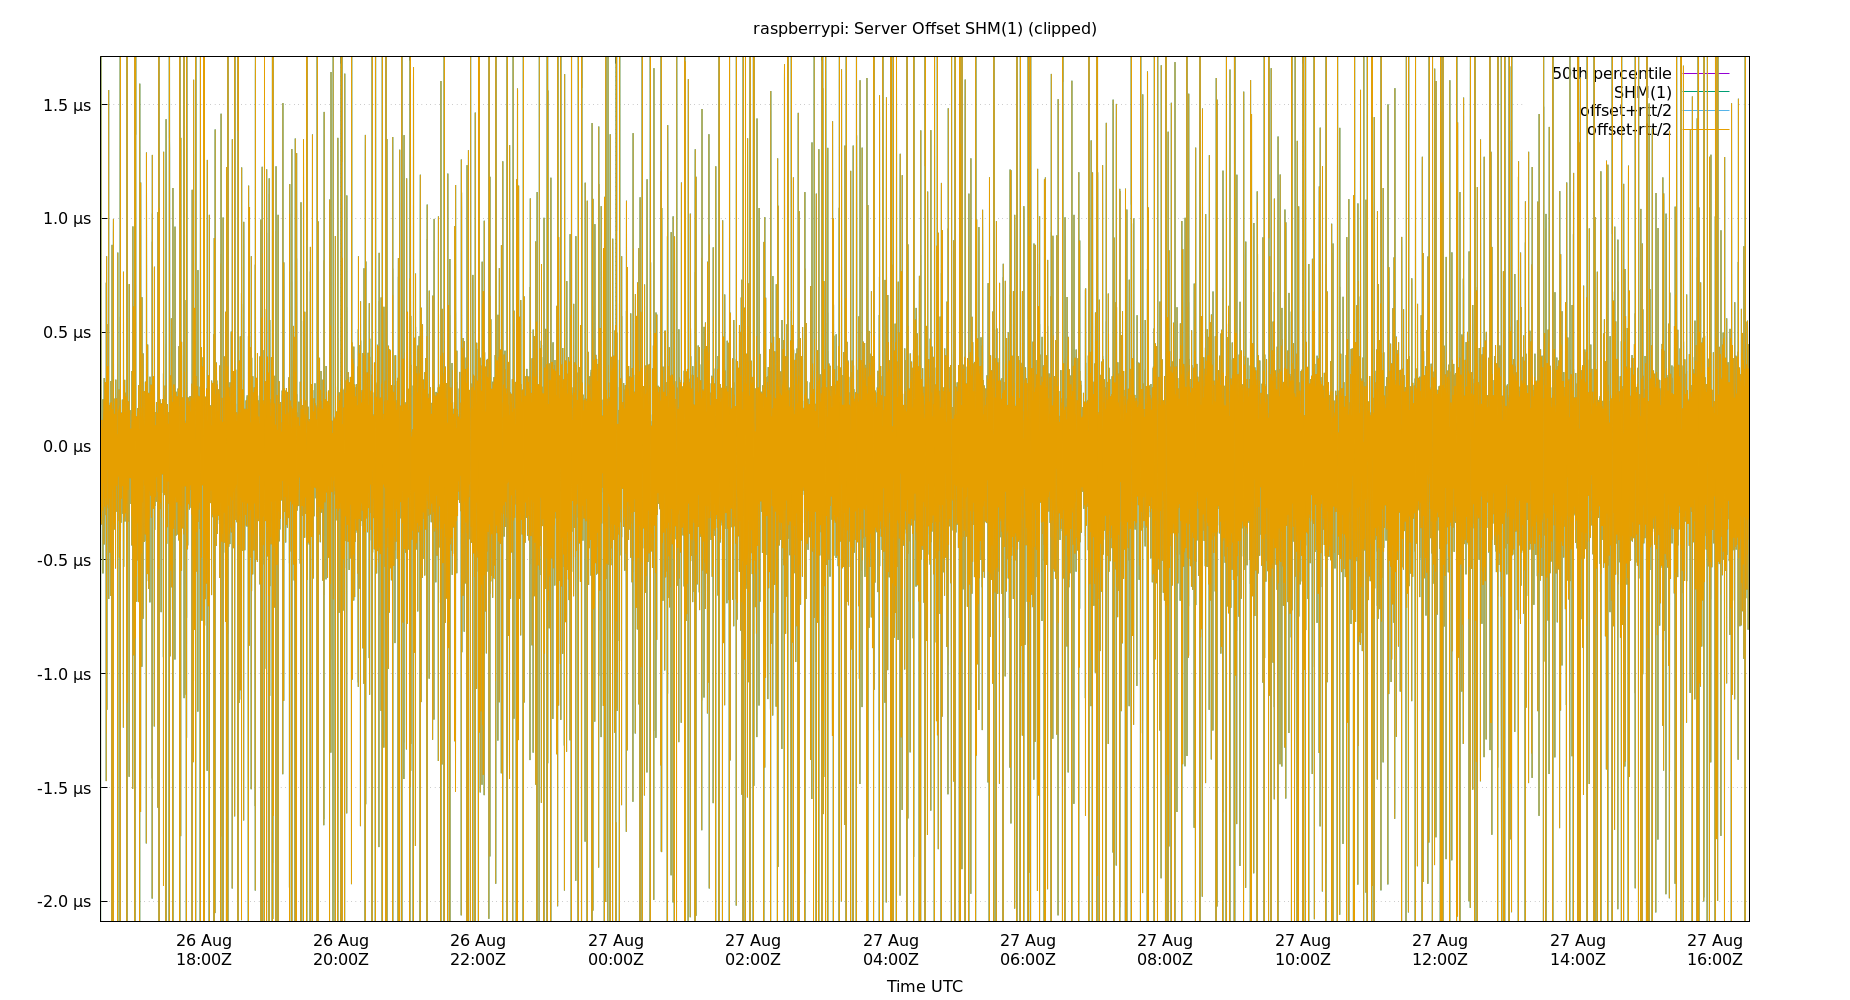 raspberrypi: Server Offset SHM(1) (clipped)
50th percentile
SHM(1)
offset+rtt/2
offset-rtt/2
1.5 µs
1.0 µs
0.5 µs
0.0 µs
-0.5 µs
-1.0 µs
-1.5 µs
-2.0 µs
26 Aug 26 Aug 26 Aug 27 Aug 27 Aug 27 Aug 27 Aug 27 Aug 27 Aug 27 Aug 27 Aug 27 Aug
18:00Z 20:00Z 22:00Z 00:00Z 02:00Z 04:00Z 06:00Z 08:00Z 10:00Z 12:00Z 14:00Z 16:00Z
Time UTC